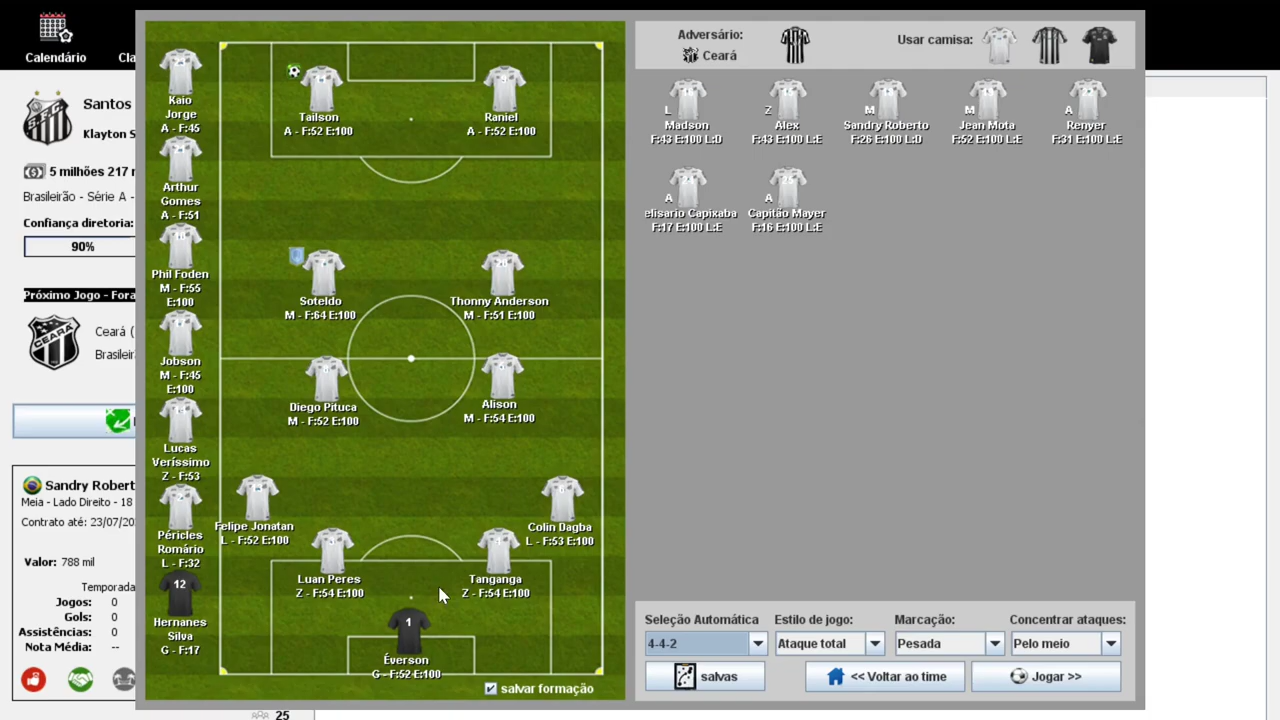 Calendário
Cla
Santos
Klayton S
5 milhões 217 r
Brasileirão - Série A -
Confiança diretoria:
90%
Próximo Jogo - Fora
Ceará (
Brasileir
Sandry Robert
Meia - Lado Direito - 18
Contrato até: 23/07/20
Valor: 788 mil
Temporada
Jogos: 0
Gols: 0
Assistências: 0
Nota Média: --
25
Kaio
Jorge
A - F:45
Arthur
Gomes
A - F:51
Phil Foden
M - F:55
E:100
Jobson
M - F:45
E:100
Lucas
Veríssimo
Z - F:53
Péricles
Romário
L - F:32
12
Hernanes
Silva
G - F:17
Tailson
A - F:52 E:100
Raniel
A - F:52 E:100
Soteldo
M - F:64 E:100
Thonny Anderson
M - F:51 E:100
Diego Pituca
M - F:52 E:100
Alison
M - F:54 E:100
Felipe Jonatan
L - F:52 E:100
Colin Dagba
L - F:53 E:100
Luan Peres
Z - F:54 E:100
Tanganga
Z - F:54 E:100
1
Éverson
G - F:52 E:100
salvar formação
Adversário:
Ceará
Usar camisa:
L
Madson
F:43 E:100 L:D
Z
Alex
F:43 E:100 L:E
M
Sandry Roberto
F:26 E:100 L:D
M
Jean Mota
F:52 E:100 L:E
A
Renyer
F:31 E:100 L:E
A
elisario Capixaba
F:17 E:100 L:E
A
Capitão Mayer
F:16 E:100 L:E
Seleção Automática
Estilo de jogo:
Marcação:
Concentrar ataques:
4-4-2
Ataque total
Pesada
Pelo meio
salvas
<< Voltar ao time
Jogar >>